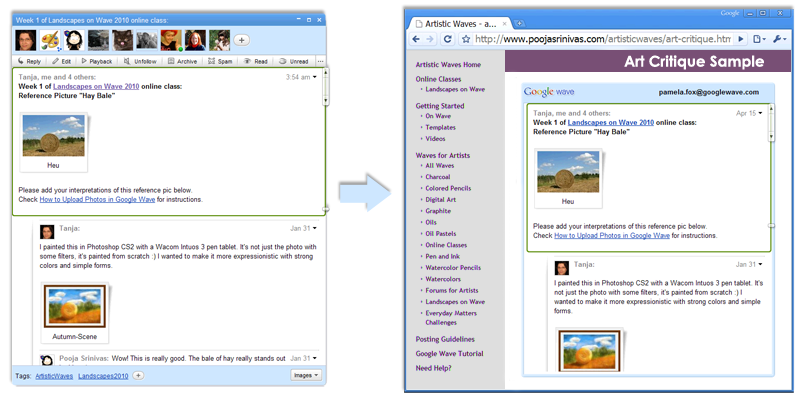 Week 1 of Landscapes on Wave 2010 online class:
Reply Edit Playback Unfollow Archive Spam Read Unread
Tanja, me and 4 others: 3:54 am
Week 1 of Landscapes on Wave 2010 online class:
Reference Picture "Hay Bale"
Heu
Please add your interpretations of this reference pic below.
Check How to Upload Photos in Google Wave for instructions.
Tanja: Jan 31
I painted this in Photoshop CS2 with a Wacom Intuos 3 pen tablet. It's not just the photo with
some filters, it's painted from scratch :) I wanted to make it more expressionistic with strong
colors and simple forms.
Autumn-Scene
Pooja Srinivas: Wow! This is really good. The bale of hay really stands out Jan 31
Tags: ArtisticWaves Landscapes2010 Images
Google
Artistic Waves - a...
http://www.poojasrinivas.com/artisticwaves/art-critique.htm
Artistic Waves Home
Online Classes
Landscapes on Wave
Getting Started
On Wave
Templates
Videos
Waves for Artists
All Waves
Charcoal
Colored Pencils
Digital Art
Graphite
Oils
Oil Pastels
Online Classes
Pen and Ink
Watercolor Pencils
Watercolors
Forums for Artists
Landscapes on Wave
Everyday Matters
Challenges
Posting Guidelines
Google Wave Tutorial
Need Help?
Art Critique Sample
Google wave pamela.fox@googlewave.com
Tanja, me and 4 others: Apr 15
Week 1 of Landscapes on Wave 2010 online class:
Reference Picture "Hay Bale"
Heu
Please add your interpretations of this reference pic below.
Check How to Upload Photos in Google Wave for instructions.
Tanja: Jan 31
I painted this in Photoshop CS2 with a Wacom Intuos 3 pen tablet. It's
not just the photo with some filters, it's painted from scratch :) I
wanted to make it more expressionistic with strong colors and simple
forms.